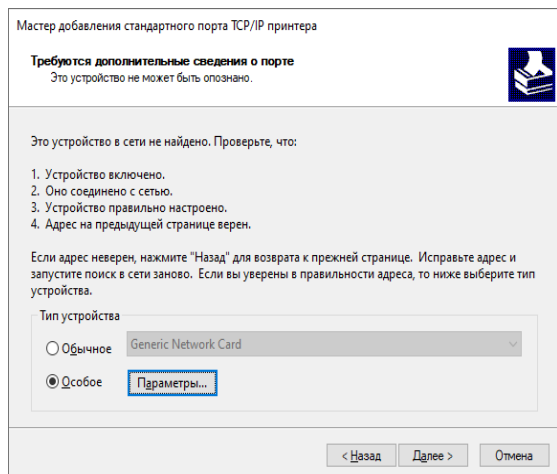 Мастер добавления стандартного порта TCP/IP принтера
Требуются дополнительные сведения о порте
Это устройство не может быть опознано.
Это устройство в сети не найдено. Проверьте, что:
1. Устройство включено.
2. Оно соединено с сетью.
3. Устройство правильно настроено.
4. Адрес на предыдущей странице верен.
Если адрес неверен, нажмите "Назад" для возврата к прежней странице. Исправьте адрес и
запустите поиск в сети заново. Если вы уверены в правильности адреса, то ниже выберите тип
устройства.
Тип устройства
Обычное Generic Network Card
Особое Параметры...
< Назад Далее > Отмена